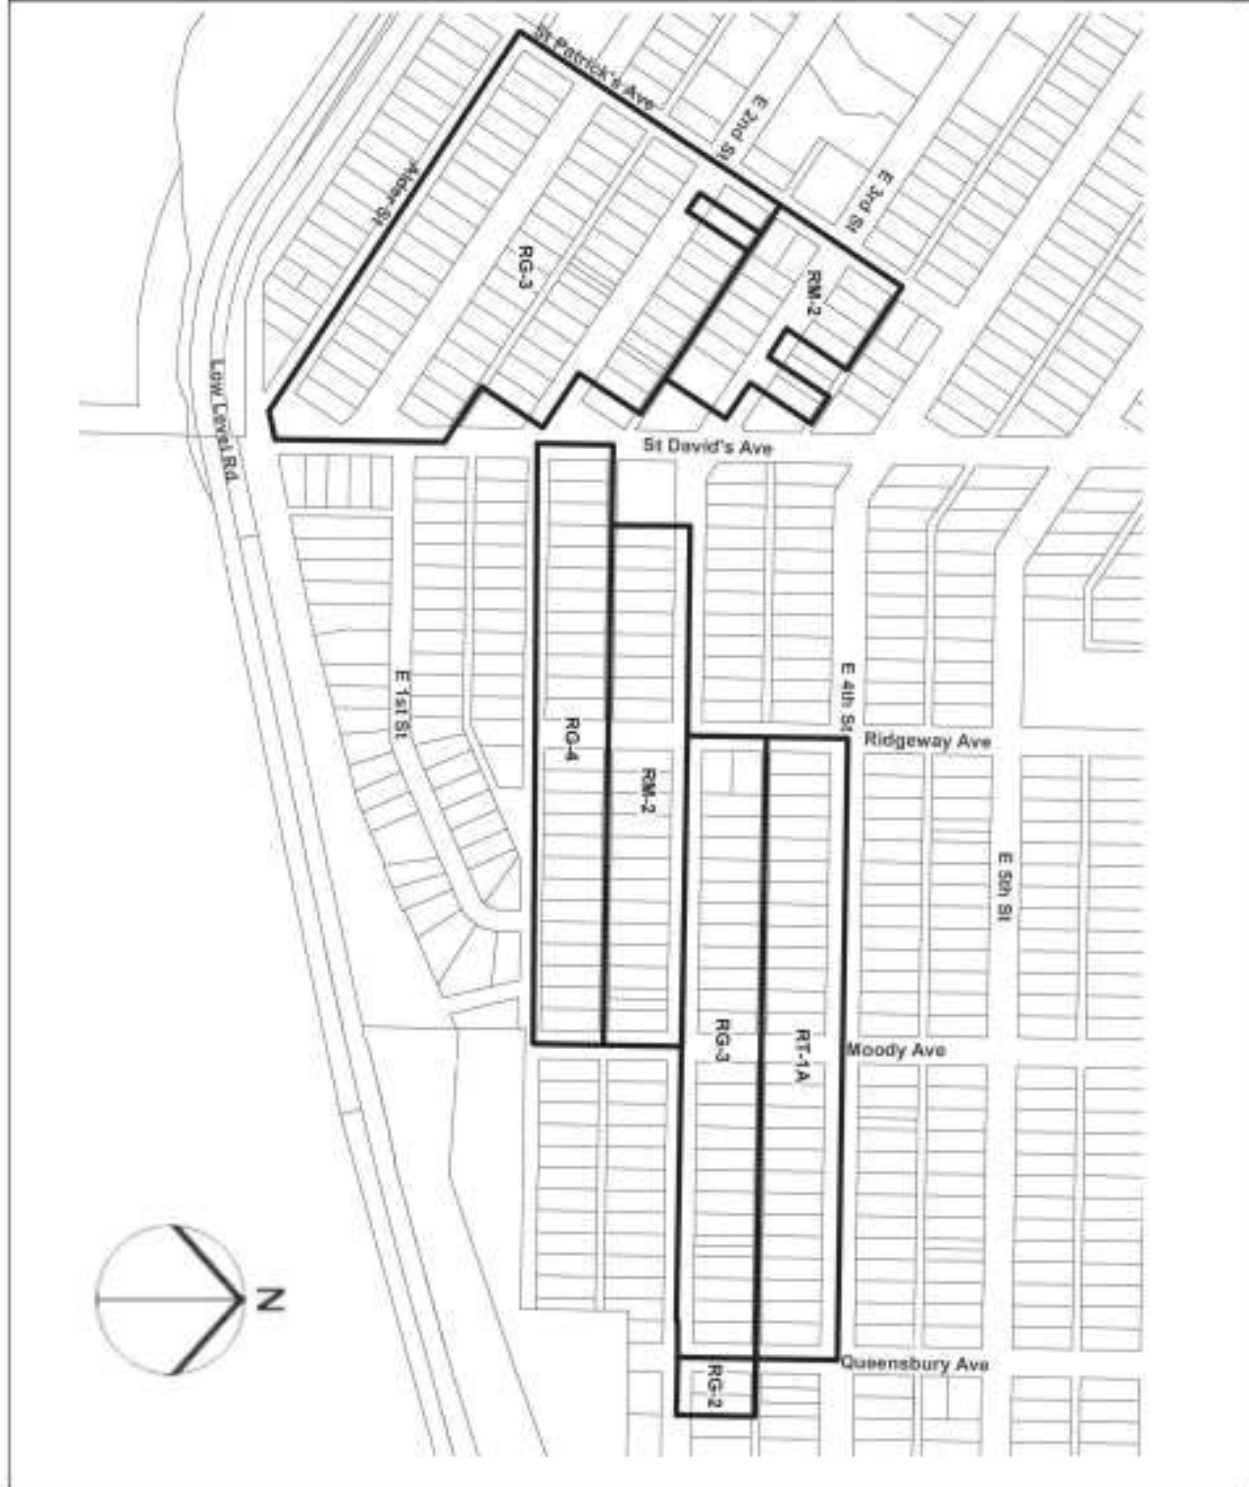 St Patrick's Ave
E 2nd St
E 3rd St
Alder St
RG-3
RM-2
Low Level Rd
St David's Ave
E 1st St
E 4th St
RG-4
Ridgeway Ave
RM-2
E 5th St
RG-3
RT-1A
Moody Ave
Queensbury Ave
RG-2
N